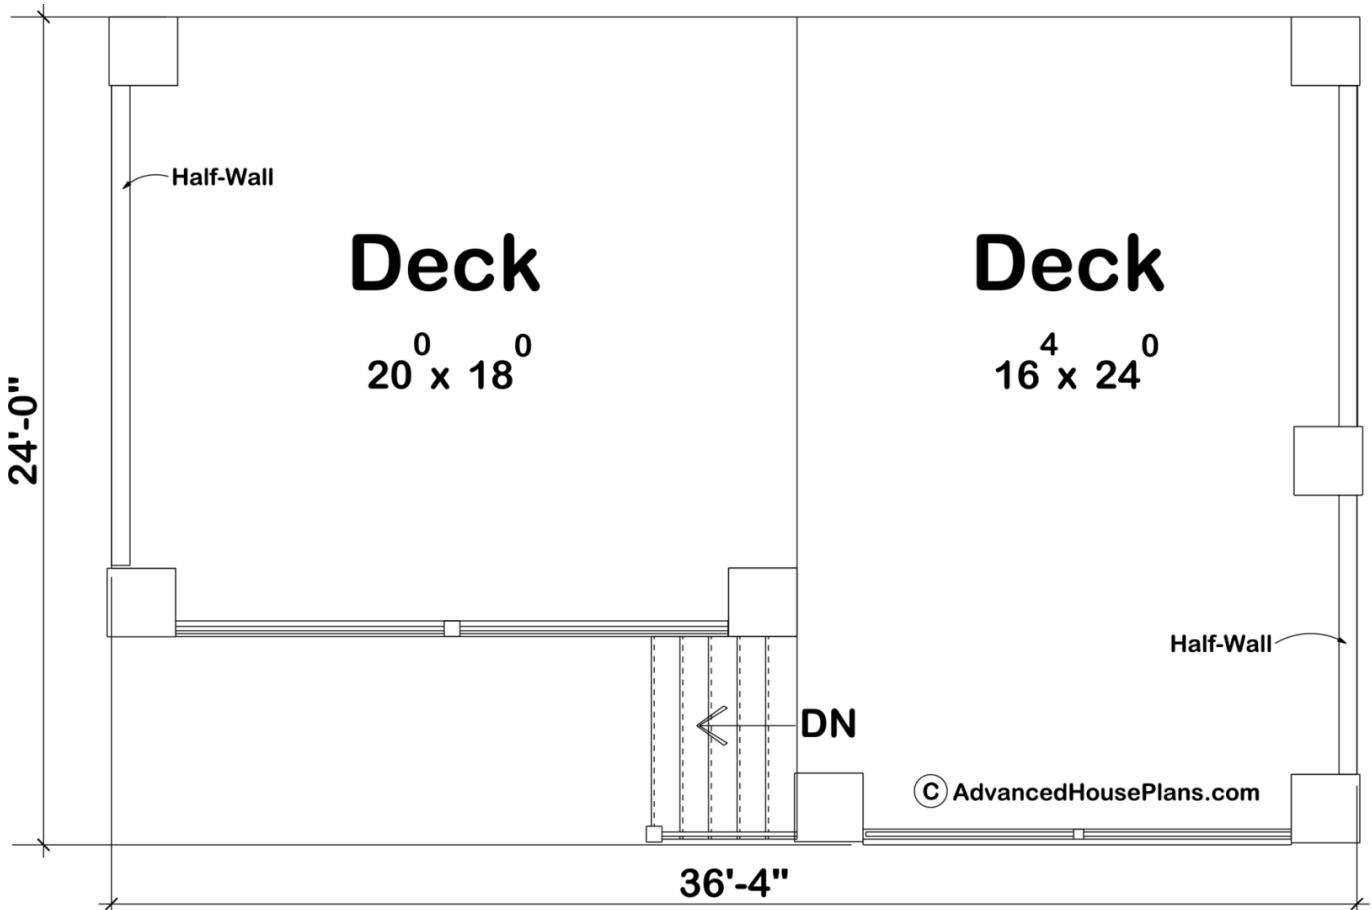 Half-Wall
Deck
20⁰ x 18⁰
Deck
16⁴ x 24⁰
24'-0"
Half-Wall
DN
© AdvancedHousePlans.com
36'-4"